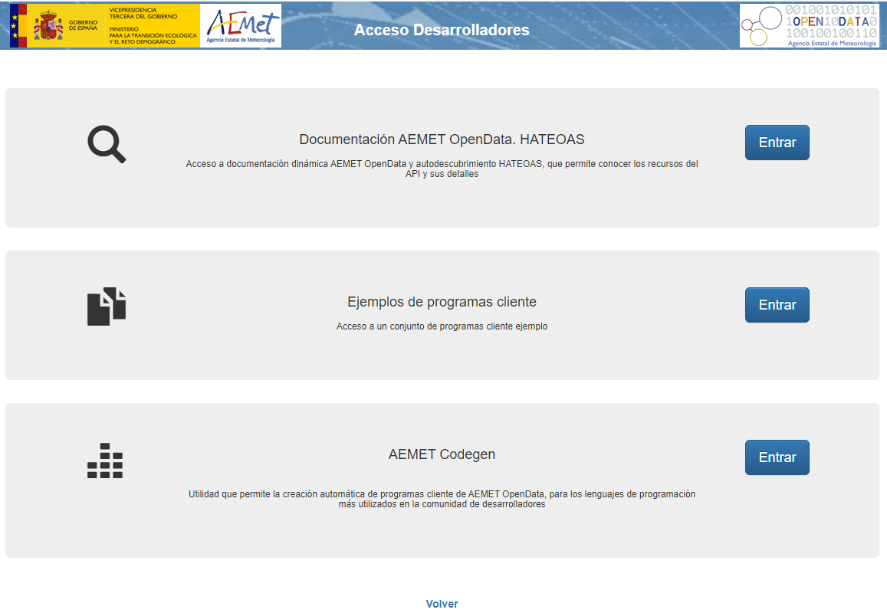 GOBIERNO
DE ESPAÑA
VICEPRESIDENCIA
TERCERA DEL GOBIERNO
MINISTERIO
PARA LA TRANSICIÓN ECOLÓGICA
Y EL RETO DEMOGRÁFICO
AEMet
Agencia Estatal de Meteorología
Acceso Desarrolladores
001001010101
1OPEN10DATA0
100100100110
Agencia Estatal de Meteorología
Documentación AEMET OpenData. HATEOAS
Acceso a documentación dinámica AEMET OpenData y autodescubrimiento HATEOAS, que permite conocer los recursos del
API y sus detalles
Entrar
Ejemplos de programas cliente
Acceso a un conjunto de programas cliente ejemplo
Entrar
AEMET Codegen
Utilidad que permite la creación automática de programas cliente de AEMET OpenData, para los lenguajes de programación
más utilizados en la comunidad de desarrolladores
Entrar
Volver